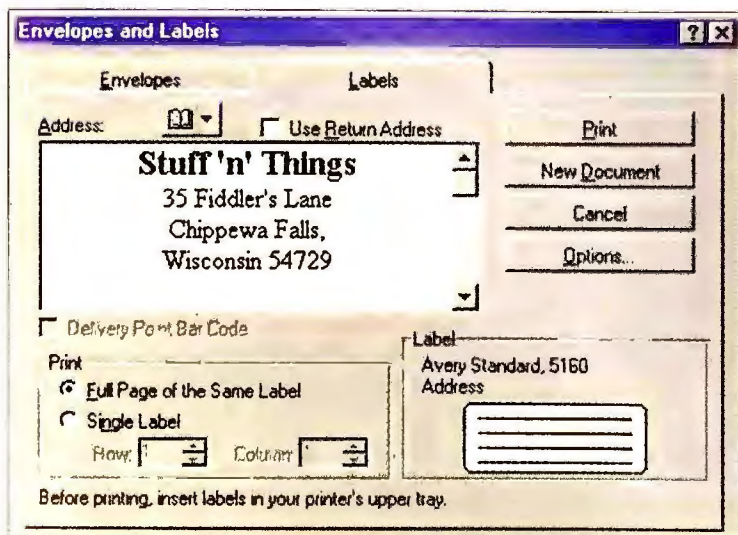 Envelopes and Labels
Envelopes Labels
Address: Use Return Address
Stuff 'n' Things
35 Fiddler's Lane
Chippewa Falls,
Wisconsin 54729
Print
New Document
Cancel
Options...
Delivery Point Bar Code
Print
Full Page of the Same Label
Single Label
Row: 1 Column: 1
Label
Avery Standard, 5160
Address
Before printing, insert labels in your printer's upper tray.